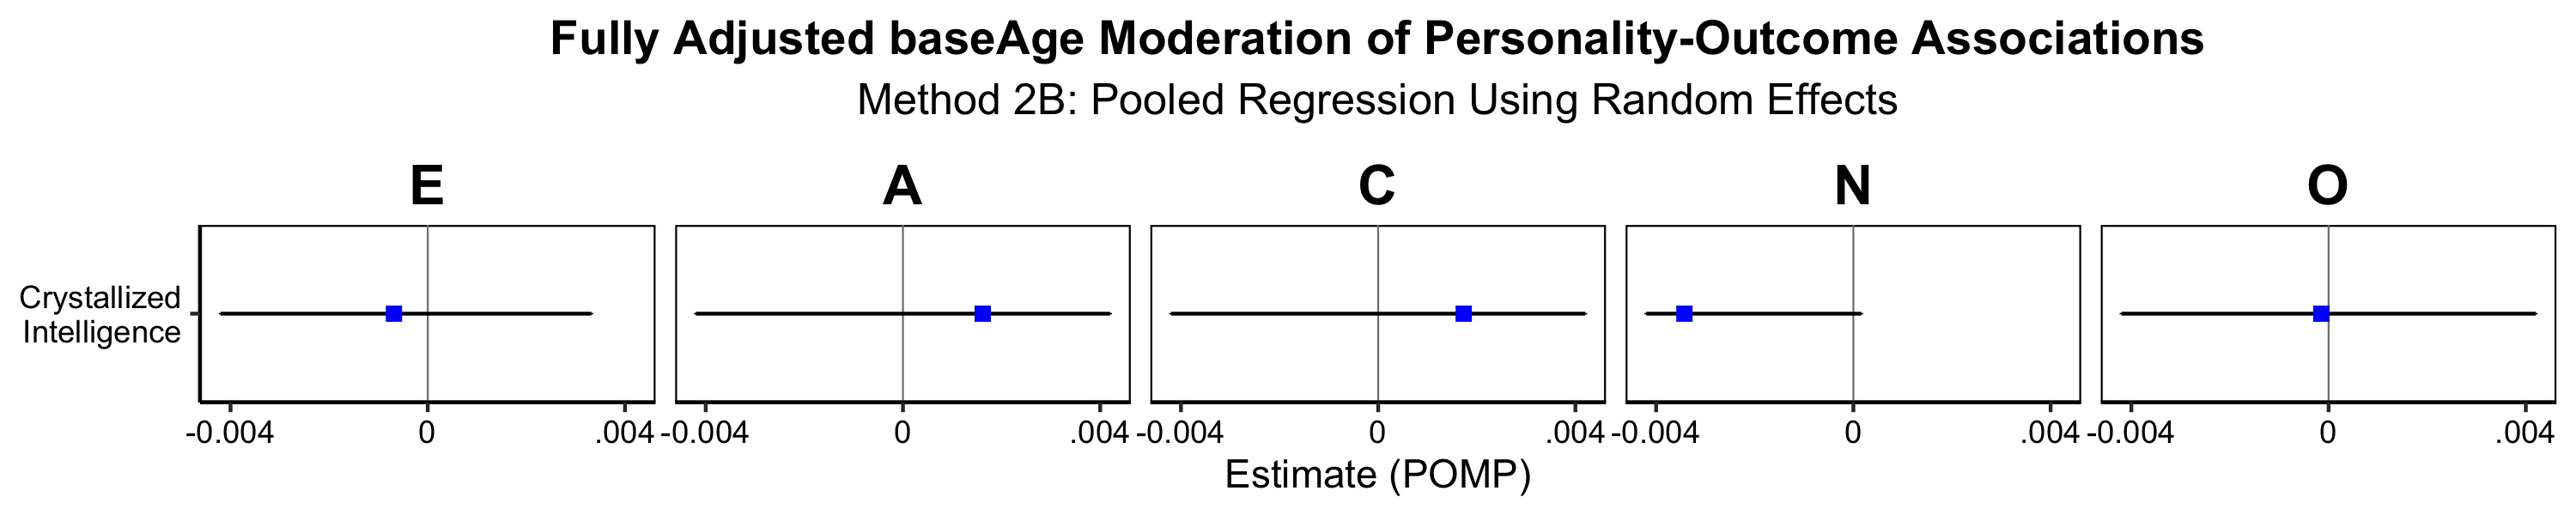 Fully Adjusted baseAge Moderation of Personality-Outcome Associations
Method 2B: Pooled Regression Using Random Effects
E A C N O
Crystallized
Intelligence
-0.004 0 .004 -0.004 0 .004 -0.004 0 .004 -0.004 0 .004 -0.004 0 .004
Estimate (POMP)